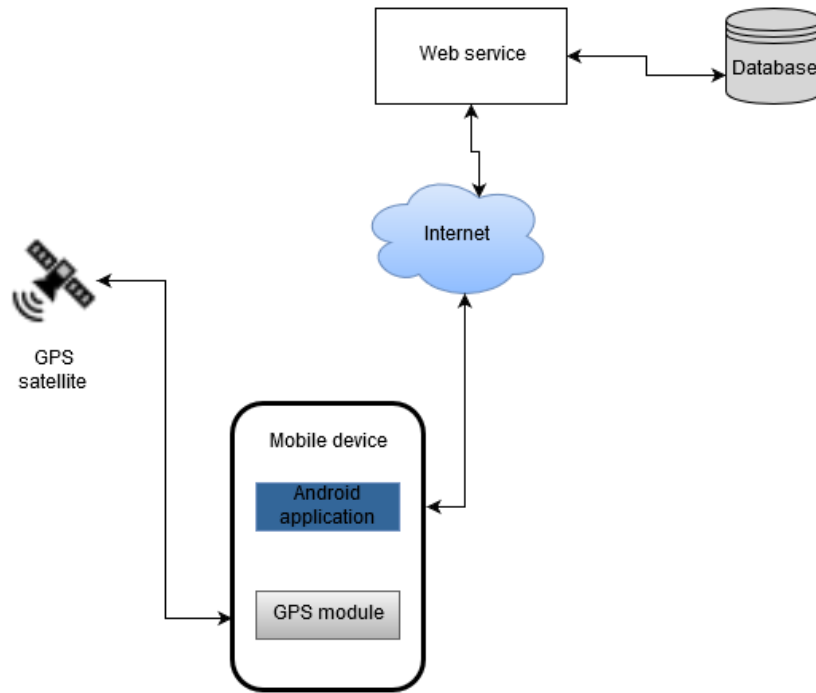 Web service
Database
Internet
GPS
satellite
Mobile device
Android
application
GPS module